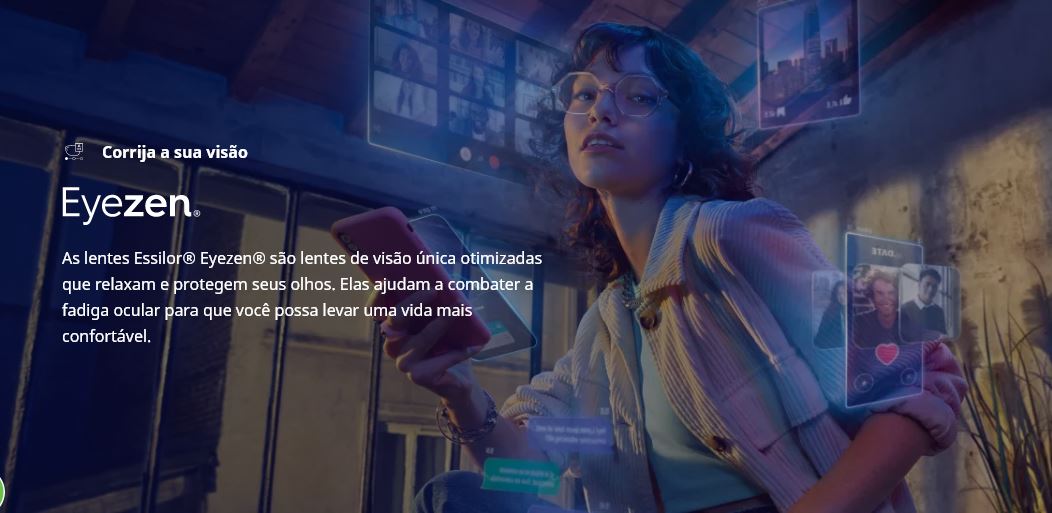 Corrija a sua visão
Eyezen®
As lentes Essilor® Eyezen® são lentes de visão única otimizadas
que relaxam e protegem seus olhos. Elas ajudam a combater a
fadiga ocular para que você possa levar uma vida mais
confortável.
DATE